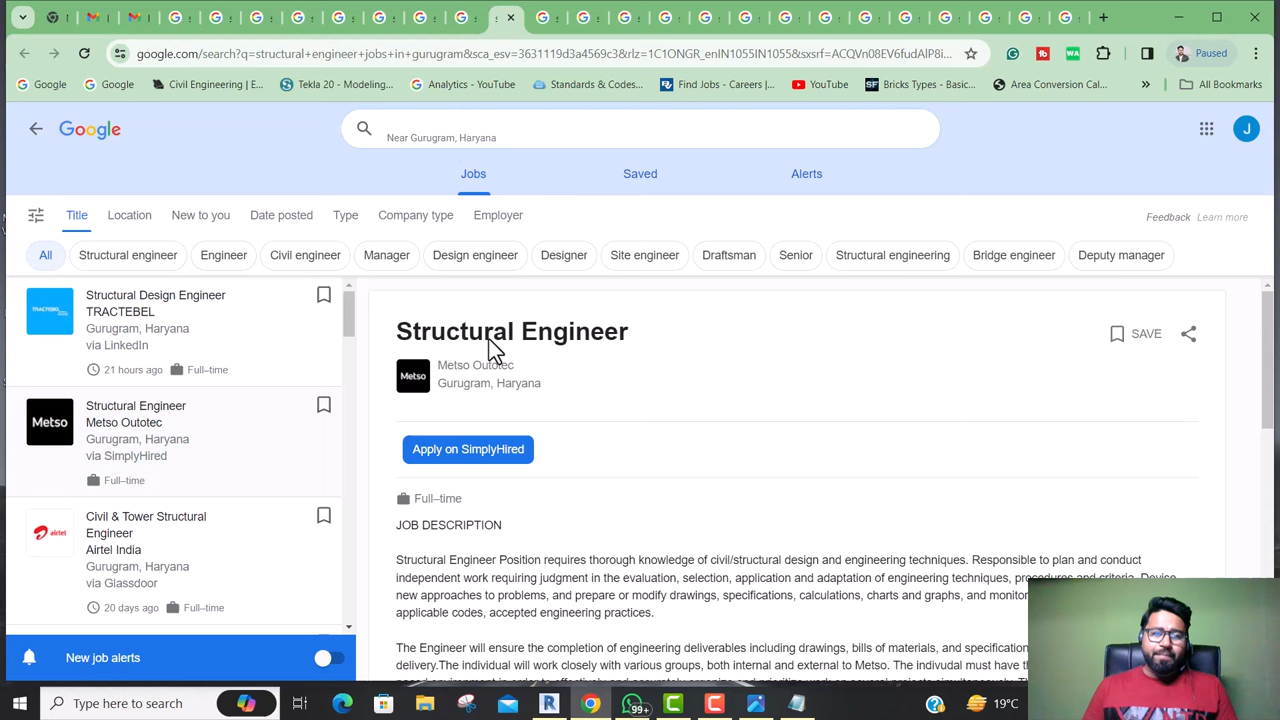 Paused
google.com/search?q=structural+engineer+jobs+in+gurugram&sca_esv=3631119d3a4569c3&rlz=1C1ONGR_enIN1055IN1055&sxsrf=ACQVn08EV6fudAlP8i...
Google
Google
Civil Engineering | E...
Tekla 20 - Modeling...
Analytics - YouTube
Standards & Codes...
Find Jobs - Careers |...
YouTube
SF Bricks Types - Basic...
Area Conversion Cal...
»
All Bookmarks
Google
Near Gurugram, Haryana
J
Jobs
Saved
Alerts
Title
Location
New to you
Date posted
Type
Company type
Employer
Feedback
Learn more
All
Structural engineer
Engineer
Civil engineer
Manager
Design engineer
Designer
Site engineer
Draftsman
Senior
Structural engineering
Bridge engineer
Deputy manager
TRACTEBEL
Structural Design Engineer
TRACTEBEL
Gurugram, Haryana
via LinkedIn
21 hours ago
Full–time
Metso
Structural Engineer
Metso Outotec
Gurugram, Haryana
via SimplyHired
Full–time
airtel
Civil & Tower Structural
Engineer
Airtel India
Gurugram, Haryana
via Glassdoor
20 days ago
Full–time
New job alerts
Structural Engineer
SAVE
Metso
Metso Outotec
Gurugram, Haryana
Apply on SimplyHired
Full–time
JOB DESCRIPTION
Structural Engineer Position requires thorough knowledge of civil/structural design and engineering techniques. Responsible to plan and conduct
independent work requiring judgment in the evaluation, selection, application and adaptation of engineering techniques, procedures and criteria. Devise
new approaches to problems, and prepare or modify drawings, specifications, calculations, charts and graphs, and monitor
applicable codes, accepted engineering practices.
The Engineer will ensure the completion of engineering deliverables including drawings, bills of materials, and specification
delivery.The individual will work closely with various groups, both internal and external to Metso. The indivudal must have th
Type here to search
99+
19°C